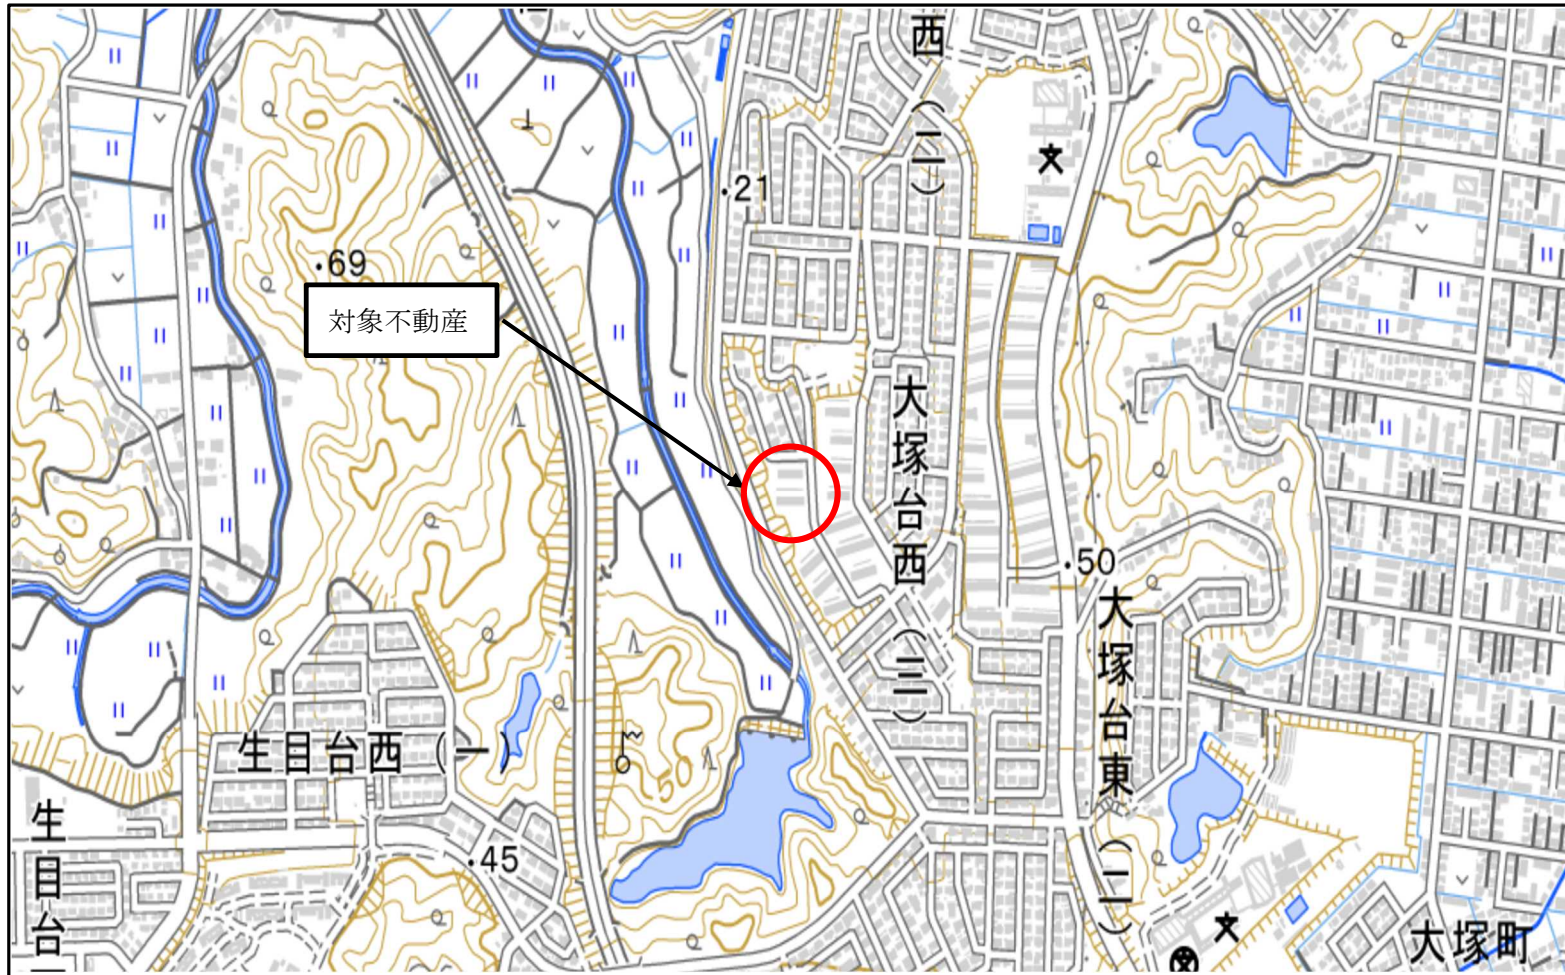 西(二)
・21
・69
対象不動産
大塚台西(三)
・50
大塚台東(二)
生目台西(一)
50
生目台
・45
大塚町